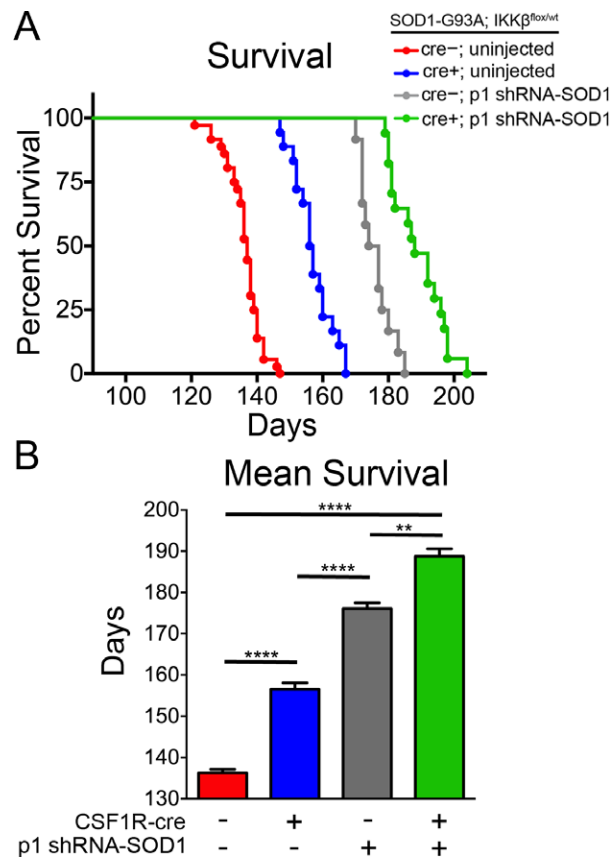 A
SOD1-G93A; IKKβflox/wt
Survival
cre–; uninjected
cre+; uninjected
cre–; p1 shRNA-SOD1
cre+; p1 shRNA-SOD1
Percent Survival
100
75
50
25
0
100 120 140 160 180 200
Days
B
Mean Survival
Days
200
190
180
170
160
150
140
130
****
**
****
****
CSF1R-cre - + - +
p1 shRNA-SOD1 - - + +